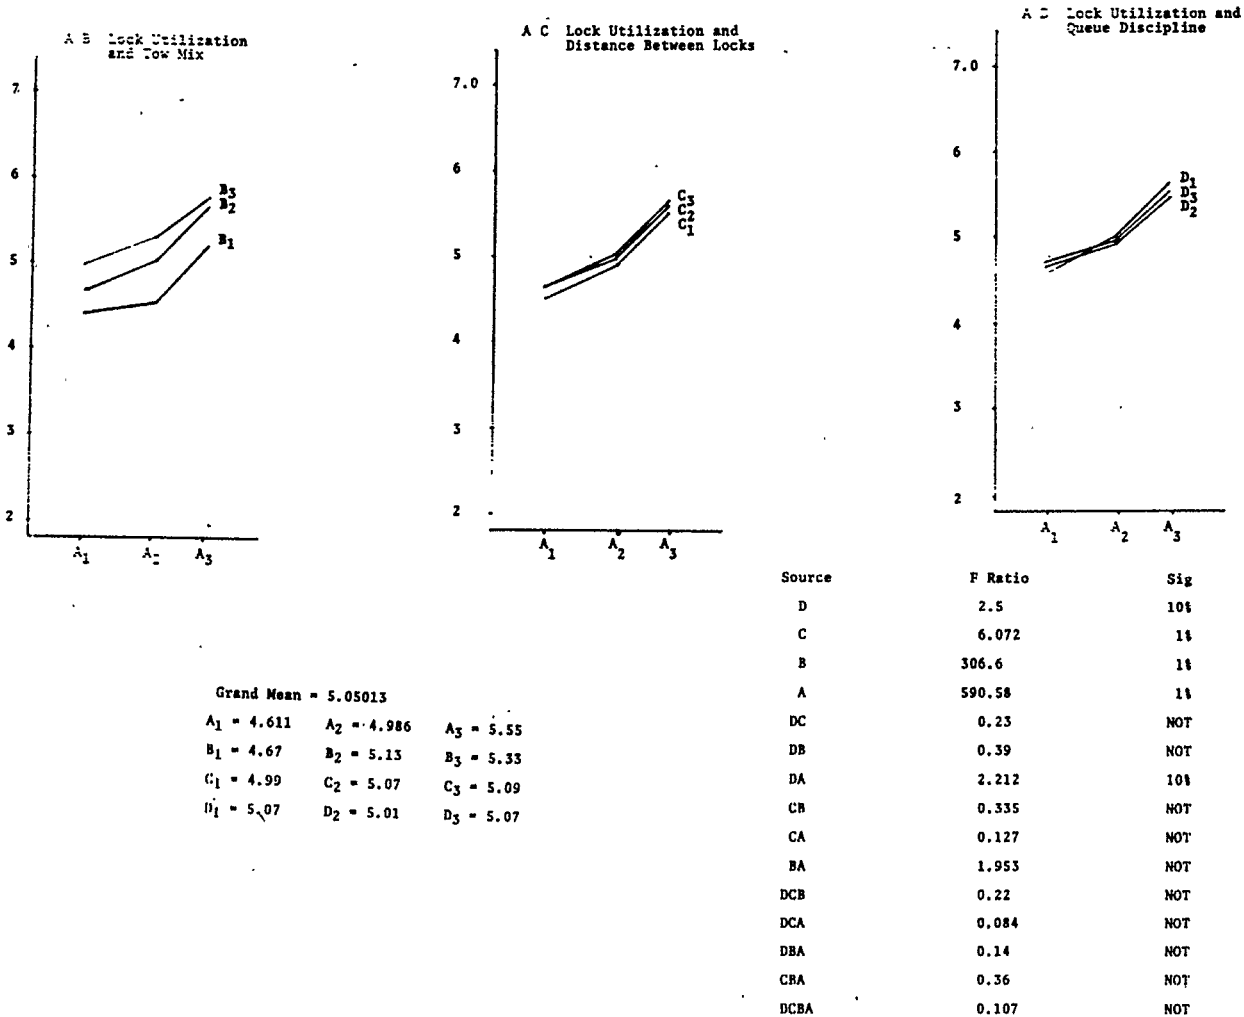 A B Lock Utilization
and Tow Mix
7.
6
5
4
3
2
B3
B2
B1
A1 A2 A3
A C Lock Utilization and
Distance Between Locks
7.0
6
5
4
3
2
C3
C2
C1
A1 A2 A3
A D Lock Utilization and
Queue Discipline
7.0
6
5
4
3
2
D1
D3
D2
A1 A2 A3
Grand Mean = 5.05013
A1 = 4.611 A2 = 4.986 A3 = 5.55
B1 = 4.67 B2 = 5.13 B3 = 5.33
C1 = 4.99 C2 = 5.07 C3 = 5.09
D1 = 5.07 D2 = 5.01 D3 = 5.07
Source F Ratio Sig
D 2.5 10%
C 6.072 1%
B 306.6 1%
A 590.58 1%
DC 0.23 NOT
DB 0.39 NOT
DA 2.212 10%
CB 0.335 NOT
CA 0.127 NOT
BA 1.953 NOT
DCB 0.22 NOT
DCA 0.084 NOT
DBA 0.14 NOT
CBA 0.36 NOT
DCBA 0.107 NOT